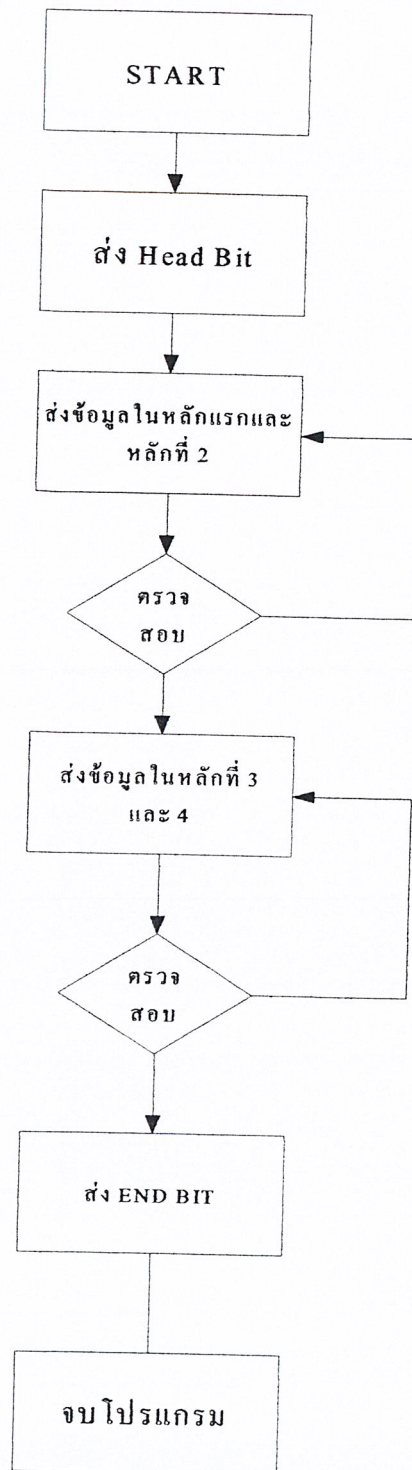 START
ส่ง Head Bit
ส่งข้อมูลในหลักแรกและ
หลักที่ 2
ตรวจ
สอบ
ส่งข้อมูลในหลักที่ 3
และ 4
ตรวจ
สอบ
ส่ง END BIT
จบโปรแกรม